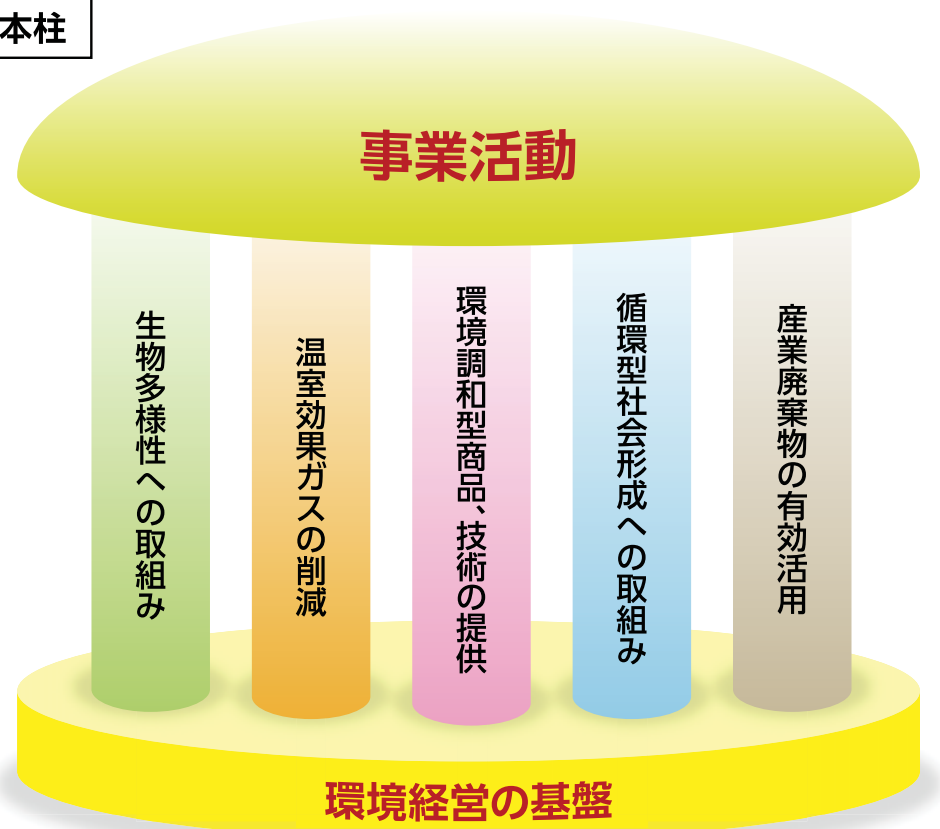 本柱
事業活動
生物多様性への取組み
温室効果ガスの削減
環境調和型商品、技術の提供
循環型社会形成への取組み
産業廃棄物の有効活用
環境経営の基盤